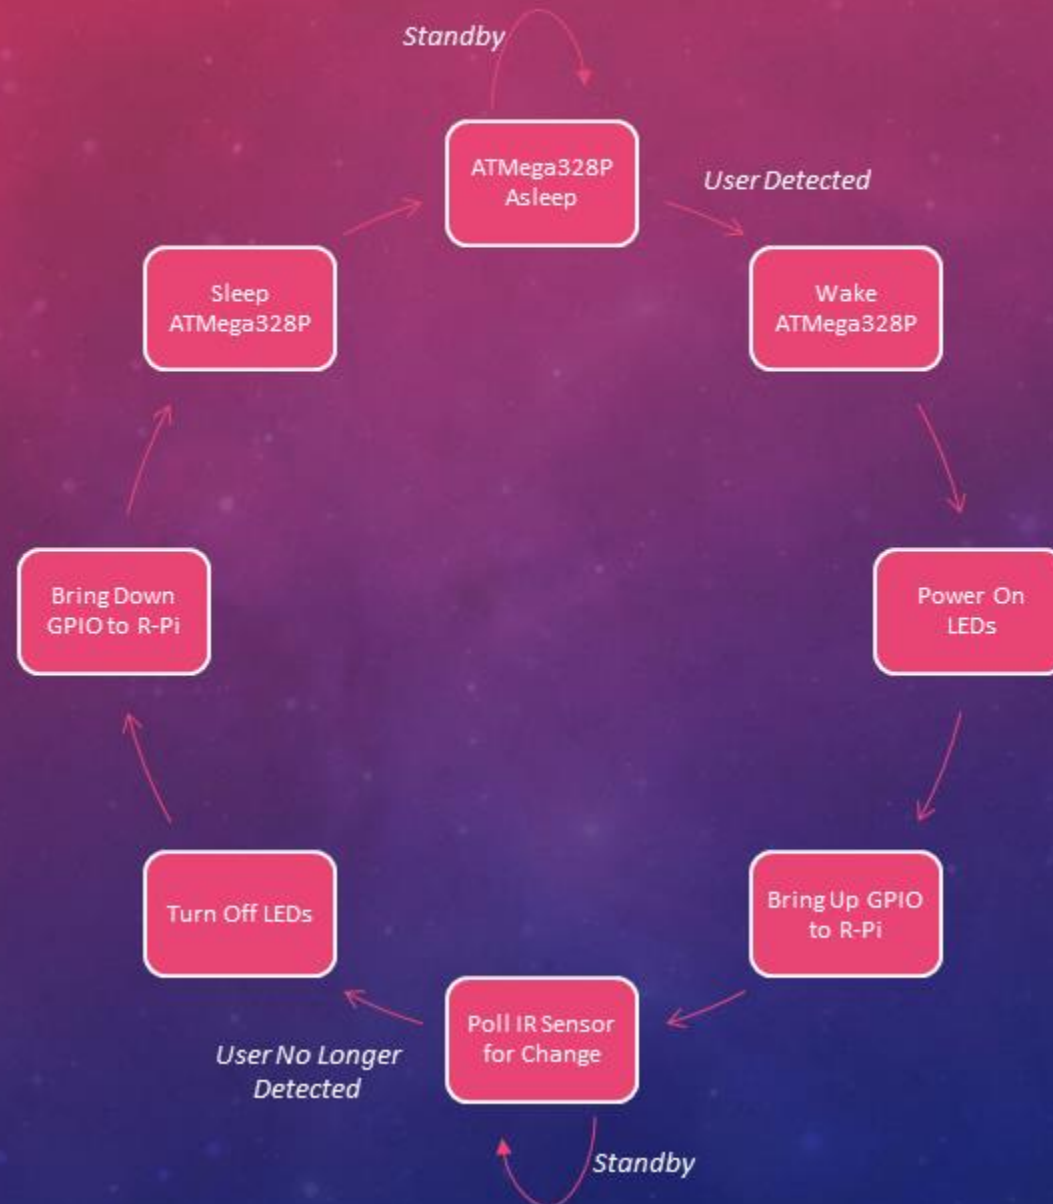 Standby
ATMega328P
Asleep
User Detected
Wake
ATMega328P
Power On
LEDs
Bring Up GPIO
to R-Pi
Poll IR Sensor
for Change
Standby
User No Longer
Detected
Turn Off LEDs
Bring Down
GPIO to R-Pi
Sleep
ATMega328P